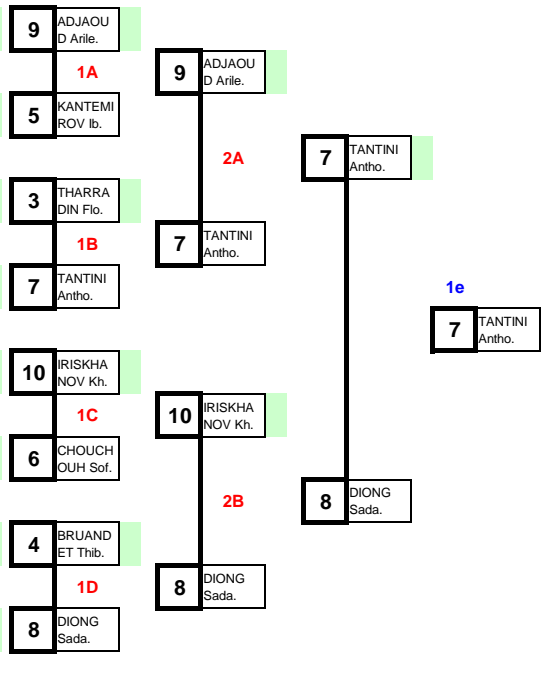 9
ADJAOU
D Arile.
1A
5
KANTEMI
ROV Ib.
3
THARRA
DIN Flo.
1B
7
TANTINI
Antho.
10
IRISKHA
NOV Kh.
1C
6
CHOUCH
OUH Sof.
4
BRUAND
ET Thib.
1D
8
DIONG
Sada.
9
ADJAOU
D Arile.
2A
7
TANTINI
Antho.
10
IRISKHA
NOV Kh.
2B
8
DIONG
Sada.
7
TANTINI
Antho.
8
DIONG
Sada.
1e
7
TANTINI
Antho.